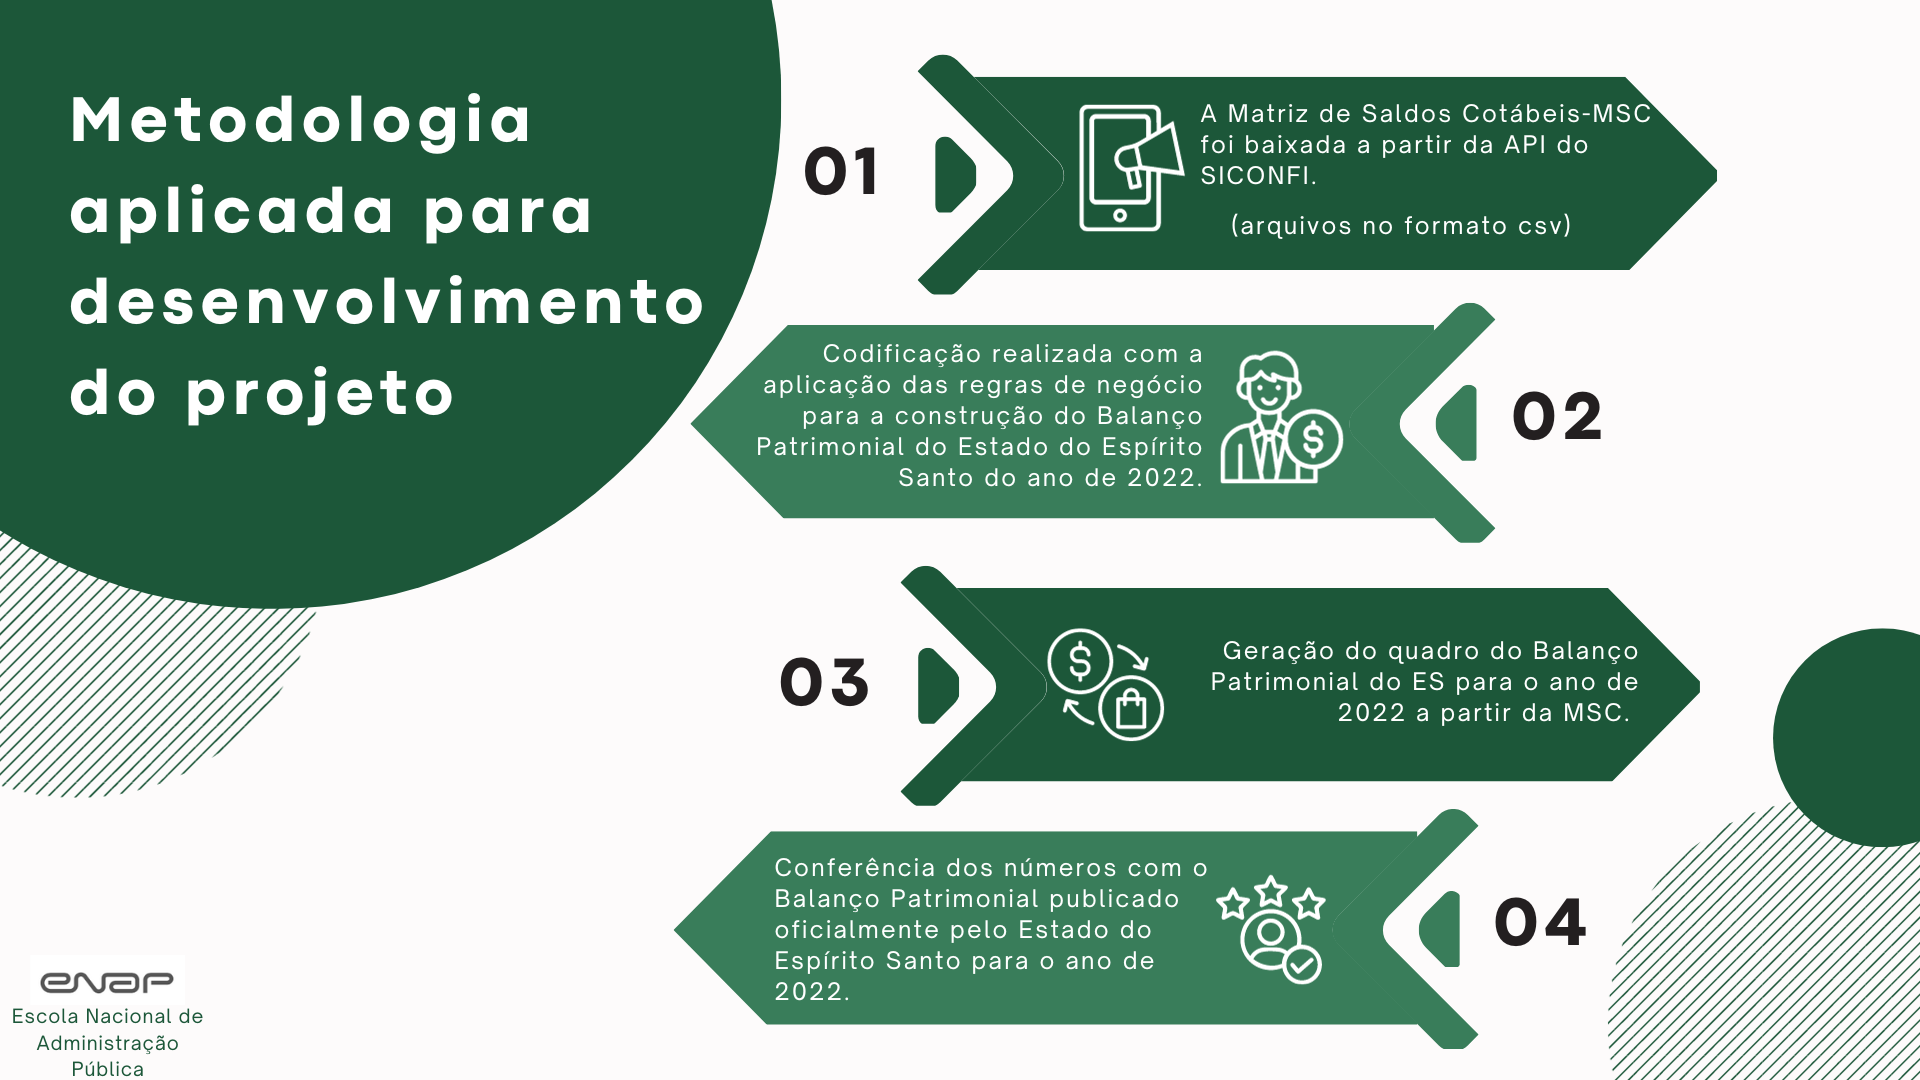 Metodologia
aplicada para
desenvolvimento
do projeto
01
A Matriz de Saldos Cotábeis-MSC
foi baixada a partir da API do
SICONFI.
(arquivos no formato csv)
Codificação realizada com a
aplicação das regras de negócio
para a construção do Balanço
Patrimonial do Estado do Espírito
Santo do ano de 2022.
$
02
03
$
Geração do quadro do Balanço
Patrimonial do ES para o ano de
2022 a partir da MSC.
Conferência dos números com o
Balanço Patrimonial publicado
oficialmente pelo Estado do
Espírito Santo para o ano de
2022.
04
enap
Escola Nacional de
Administração
Pública